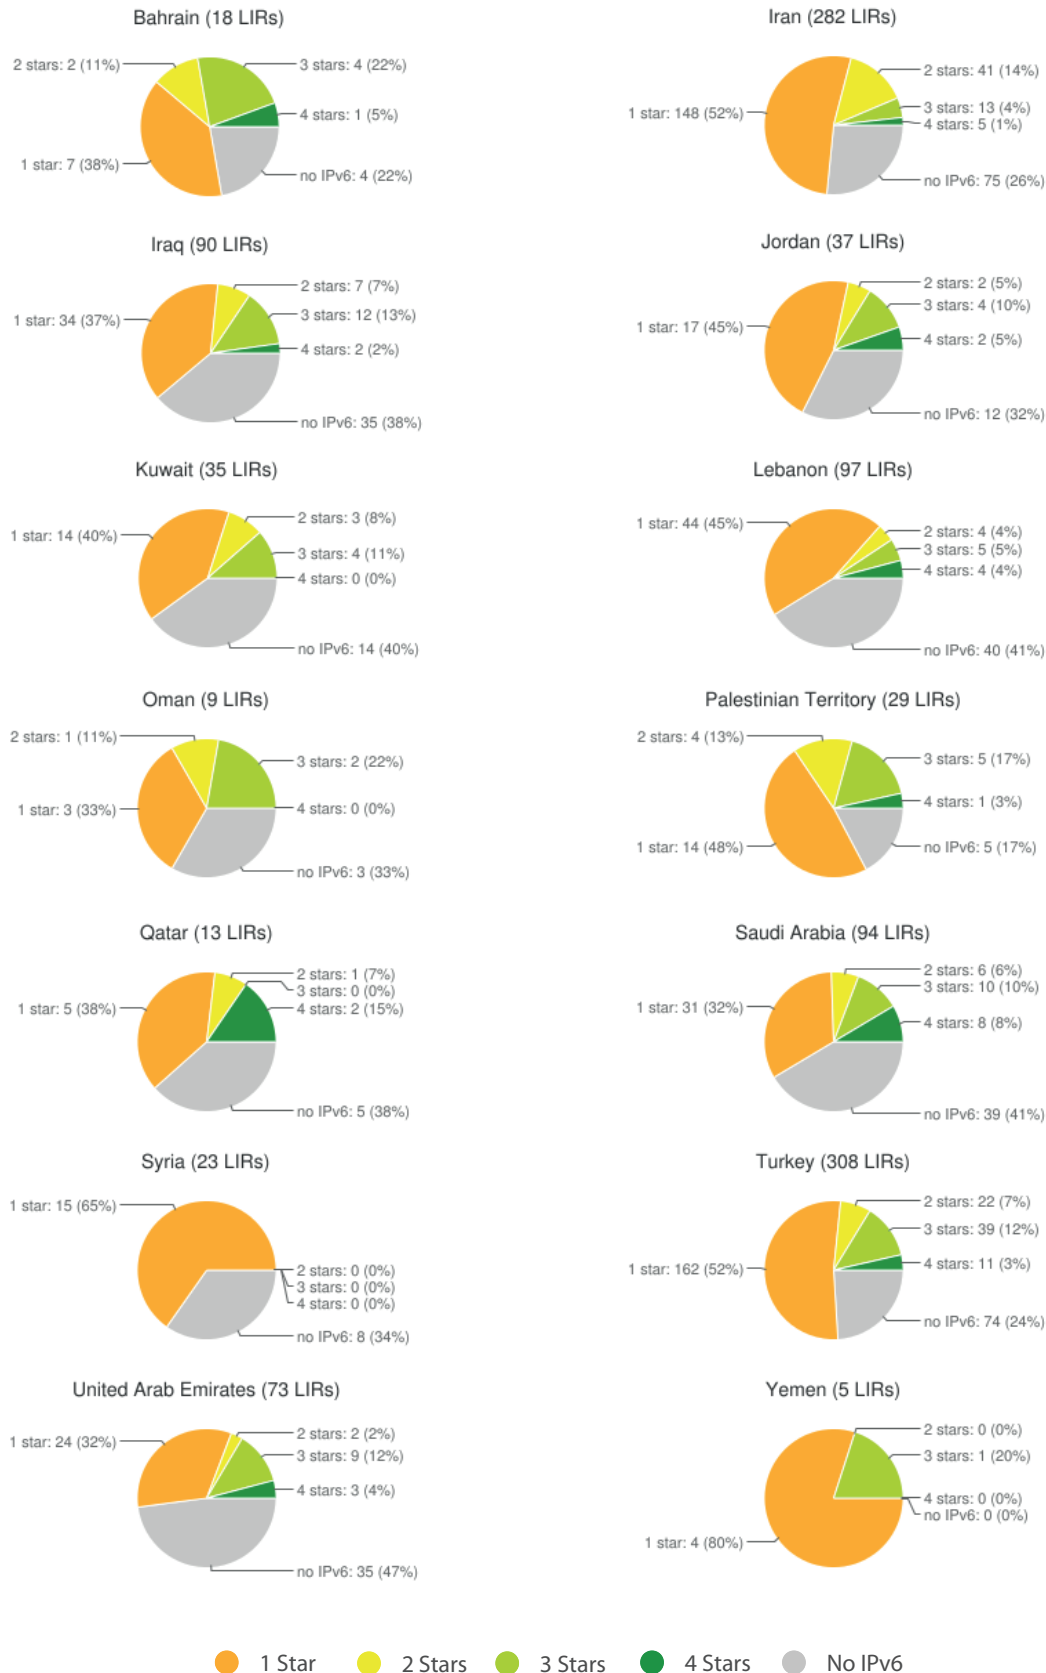 Bahrain (18 LIRs)
2 stars: 2 (11%)
3 stars: 4 (22%)
4 stars: 1 (5%)
1 star: 7 (38%)
no IPv6: 4 (22%)
Iran (282 LIRs)
2 stars: 41 (14%)
3 stars: 13 (4%)
1 star: 148 (52%)
4 stars: 5 (1%)
no IPv6: 75 (26%)
Iraq (90 LIRs)
2 stars: 7 (7%)
3 stars: 12 (13%)
1 star: 34 (37%)
4 stars: 2 (2%)
no IPv6: 35 (38%)
Jordan (37 LIRs)
2 stars: 2 (5%)
3 stars: 4 (10%)
1 star: 17 (45%)
4 stars: 2 (5%)
no IPv6: 12 (32%)
Kuwait (35 LIRs)
2 stars: 3 (8%)
1 star: 14 (40%)
3 stars: 4 (11%)
4 stars: 0 (0%)
no IPv6: 14 (40%)
Lebanon (97 LIRs)
1 star: 44 (45%)
2 stars: 4 (4%)
3 stars: 5 (5%)
4 stars: 4 (4%)
no IPv6: 40 (41%)
Oman (9 LIRs)
2 stars: 1 (11%)
3 stars: 2 (22%)
1 star: 3 (33%)
4 stars: 0 (0%)
no IPv6: 3 (33%)
Palestinian Territory (29 LIRs)
2 stars: 4 (13%)
3 stars: 5 (17%)
4 stars: 1 (3%)
1 star: 14 (48%)
no IPv6: 5 (17%)
Qatar (13 LIRs)
2 stars: 1 (7%)
3 stars: 0 (0%)
1 star: 5 (38%)
4 stars: 2 (15%)
no IPv6: 5 (38%)
Saudi Arabia (94 LIRs)
2 stars: 6 (6%)
3 stars: 10 (10%)
1 star: 31 (32%)
4 stars: 8 (8%)
no IPv6: 39 (41%)
Syria (23 LIRs)
1 star: 15 (65%)
2 stars: 0 (0%)
3 stars: 0 (0%)
4 stars: 0 (0%)
no IPv6: 8 (34%)
Turkey (308 LIRs)
2 stars: 22 (7%)
3 stars: 39 (12%)
4 stars: 11 (3%)
1 star: 162 (52%)
no IPv6: 74 (24%)
United Arab Emirates (73 LIRs)
2 stars: 2 (2%)
1 star: 24 (32%)
3 stars: 9 (12%)
4 stars: 3 (4%)
no IPv6: 35 (47%)
Yemen (5 LIRs)
2 stars: 0 (0%)
3 stars: 1 (20%)
4 stars: 0 (0%)
no IPv6: 0 (0%)
1 star: 4 (80%)
1 Star
2 Stars
3 Stars
4 Stars
No IPv6